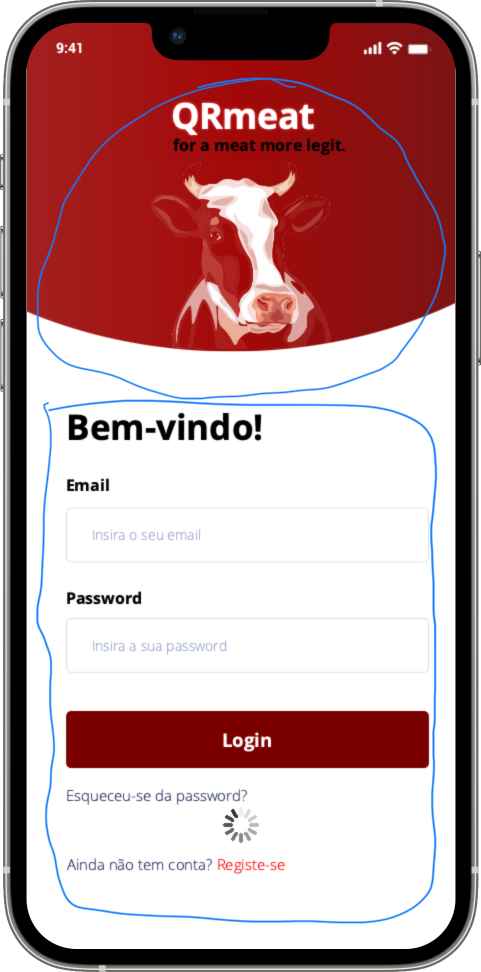 9:41
QRmeat
for a meat more legit.
Bem-vindo!
Email
Insira o seu email
Password
Insira a sua password
Login
Esqueceu-se da password?
Ainda não tem conta? Registe-se